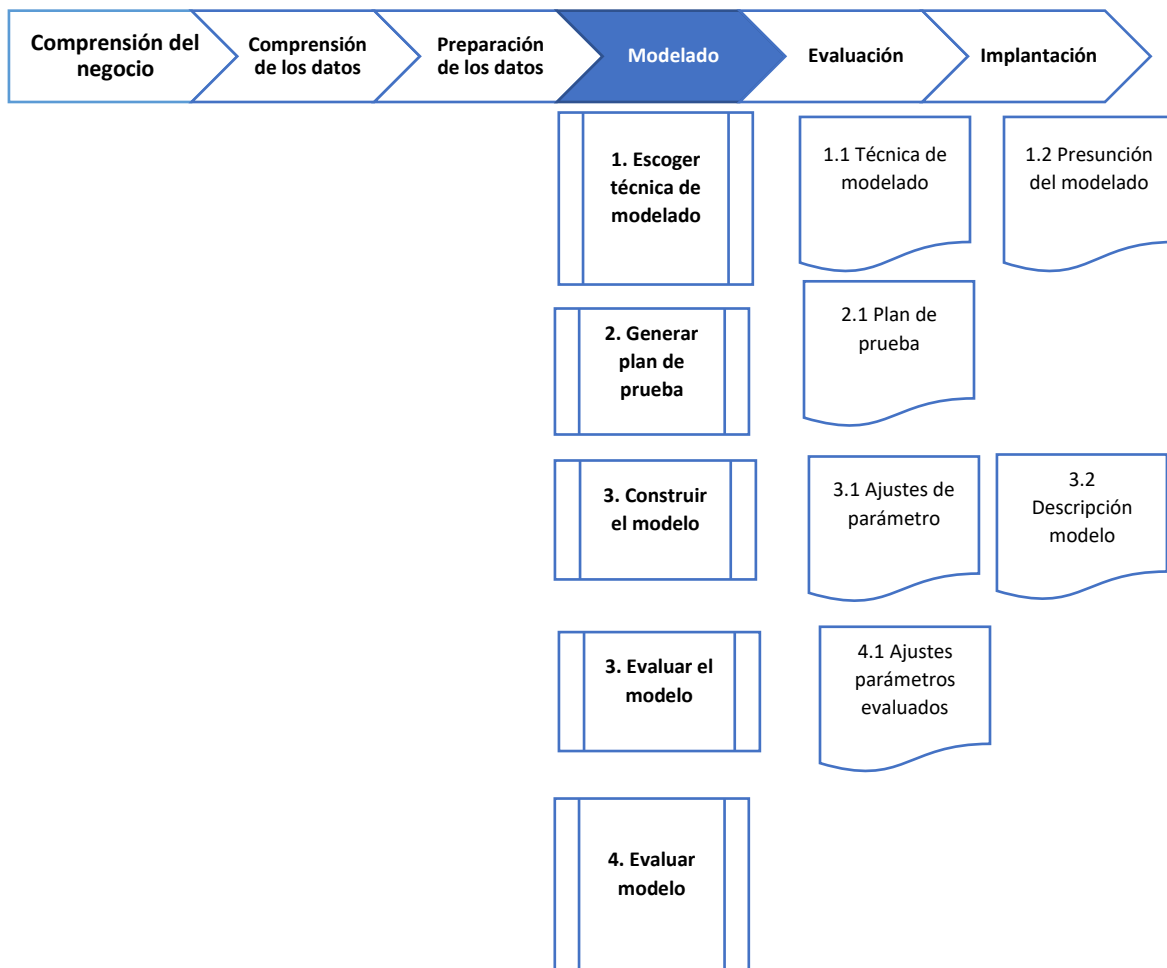 Comprensión del
negocio
Comprensión
de los datos
Preparación
de los datos
Modelado
Evaluación
Implantación
1. Escoger
técnica de
modelado
1.1 Técnica de
modelado
1.2 Presunción
del modelado
2. Generar
plan de
prueba
2.1 Plan de
prueba
3. Construir
el modelo
3.1 Ajustes de
parámetro
3.2
Descripción
modelo
3. Evaluar el
modelo
4.1 Ajustes
parámetros
evaluados
4. Evaluar
modelo